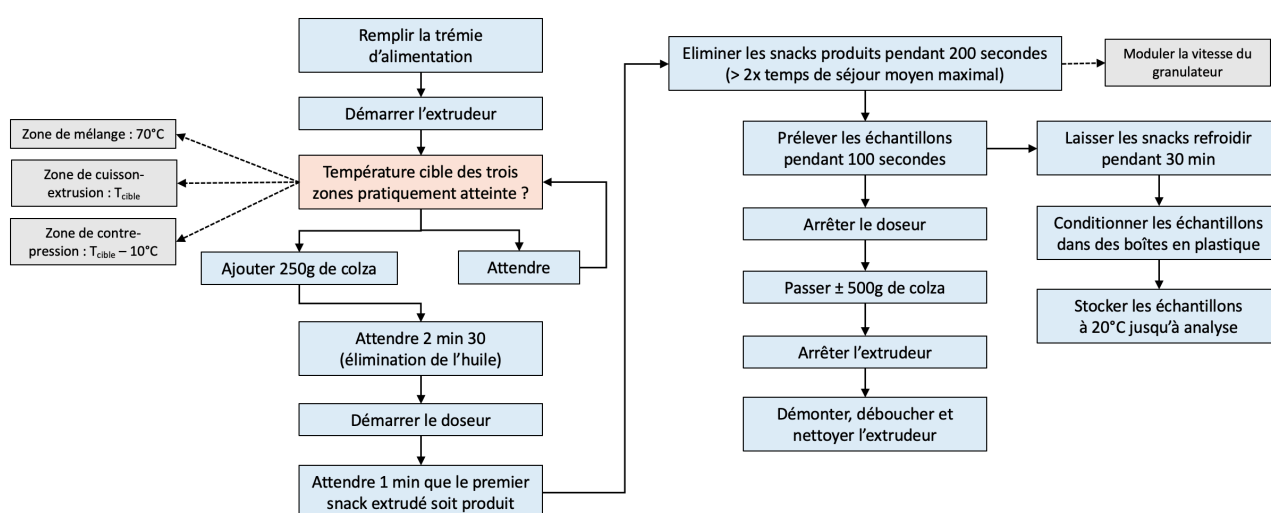 Remplir la trémie
d’alimentation
Démarrer l’extrudeur
Zone de mélange : 70°C
Zone de cuisson-
extrusion : Tcible
Zone de contre-
pression : Tcible – 10°C
Température cible des trois
zones pratiquement atteinte ?
Ajouter 250g de colza
Attendre
Attendre 2 min 30
(élimination de l’huile)
Démarrer le doseur
Attendre 1 min que le premier
snack extrudé soit produit
Eliminer les snacks produits pendant 200 secondes
(> 2x temps de séjour moyen maximal)
Moduler la vitesse du
granulateur
Prélever les échantillons
pendant 100 secondes
Laisser les snacks refroidir
pendant 30 min
Arrêter le doseur
Conditionner les échantillons
dans des boîtes en plastique
Passer ± 500g de colza
Stocker les échantillons
à 20°C jusqu’à analyse
Arrêter l’extrudeur
Démonter, déboucher et
nettoyer l’extrudeur